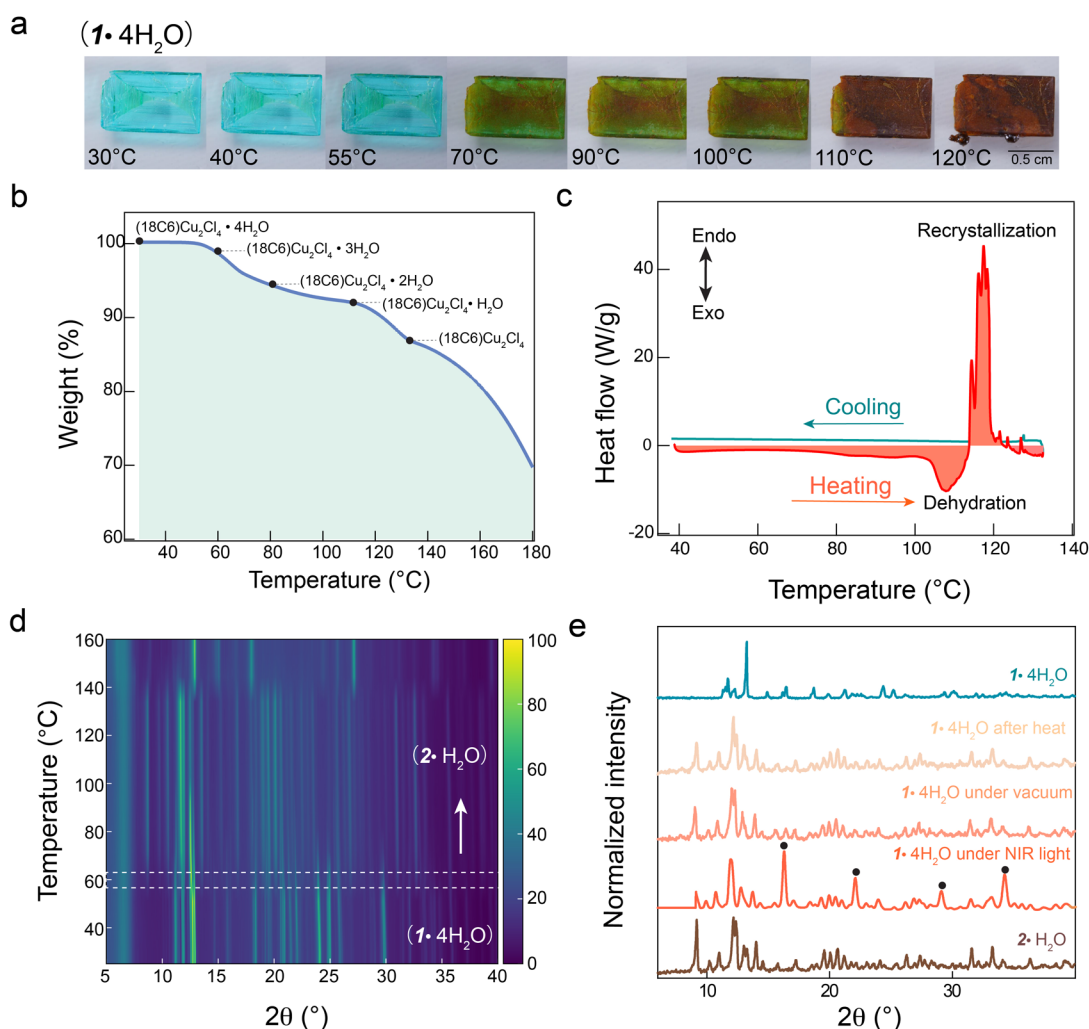 a
(1• 4H₂O)
30°C
40°C
55°C
70°C
90°C
100°C
110°C
120°C
0.5 cm
b
(18C6)Cu₂Cl₄ • 4H₂O
(18C6)Cu₂Cl₄ • 3H₂O
(18C6)Cu₂Cl₄ • 2H₂O
(18C6)Cu₂Cl₄• H₂O
(18C6)Cu₂Cl₄
100
90
80
70
60
Weight (%)
40 60 80 100 120 140 160 180
Temperature (°C)
c
Endo
Exo
Recrystallization
Cooling
Heating
Dehydration
40
20
0
-20
Heat flow (W/g)
40 60 80 100 120 140
Temperature (°C)
d
160
140
120
100
80
60
40
Temperature (°C)
(2• H₂O)
(1• 4H₂O)
5 10 15 20 25 30 35 40
2θ (°)
100
80
60
40
20
0
e
1• 4H₂O
1• 4H₂O after heat
1• 4H₂O under vacuum
1• 4H₂O under NIR light
2• H₂O
Normalized intensity
10 20 30
2θ (°)